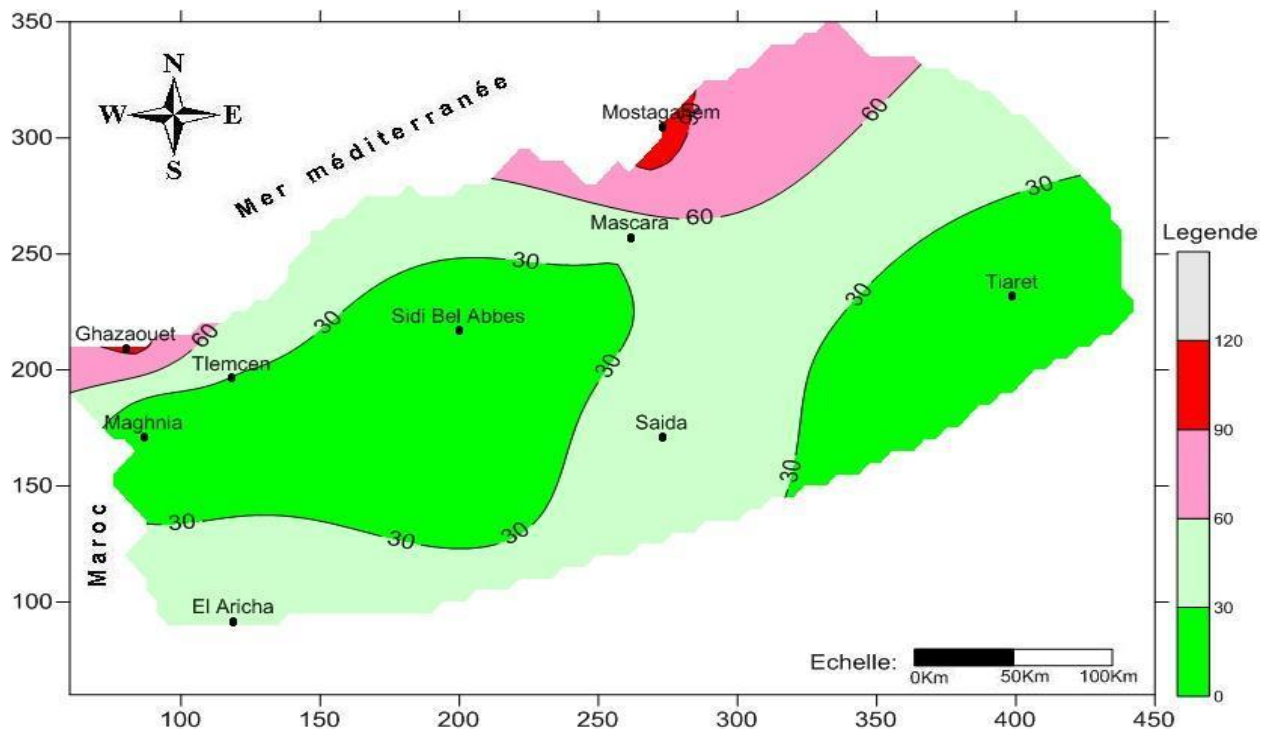 350
300
250
200
150
100
N
W
E
S
Mer méditerranée
Maroc
Mostaganem
90
60
60
30
Mascara
30
Tiaret
30
Sidi Bel Abbes
30
Ghazaouet
60
Tlemcen
30
Maghnia
Saida
30
30
30
30
El Aricha
Legende
120
90
60
30
0
Echelle:
0Km 50Km 100Km
100 150 200 250 300 350 400 450